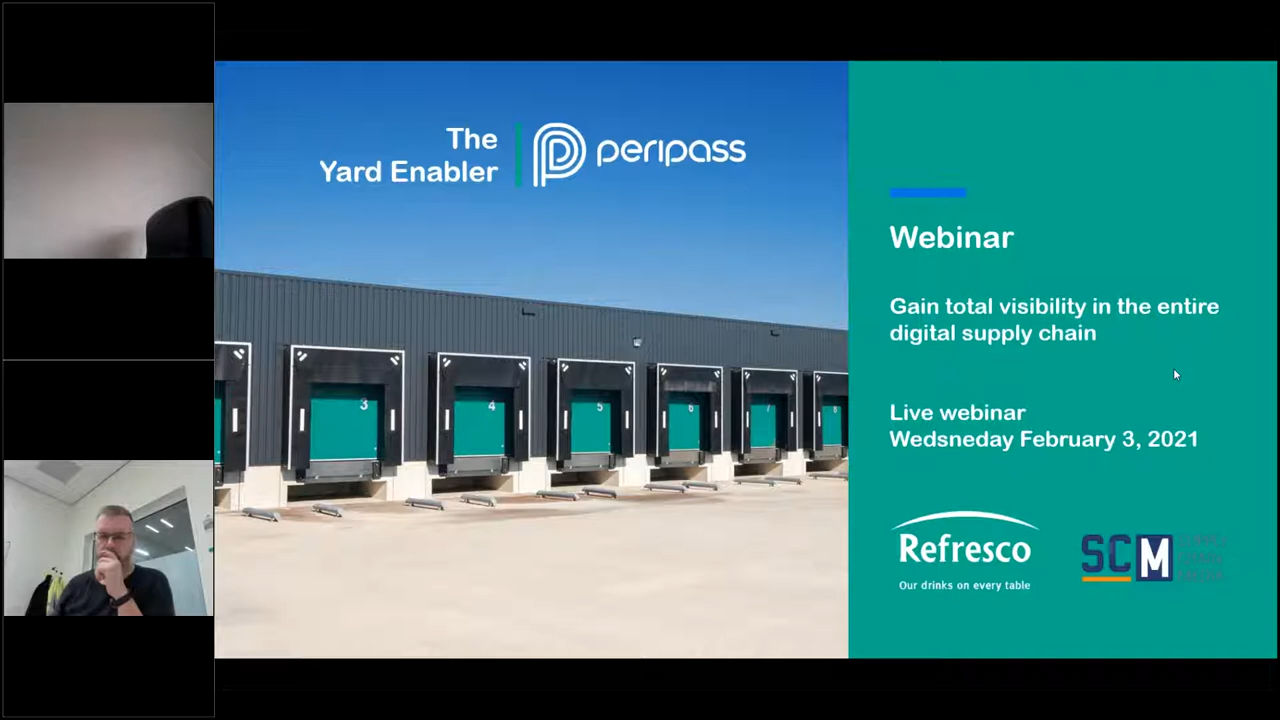 The
Yard Enabler
peripass
Webinar
Gain total visibility in the entire
digital supply chain
Live webinar
Wedsneday February 3, 2021
Refresco
Our drinks on every table
SCM
3
4
5
6
7
8